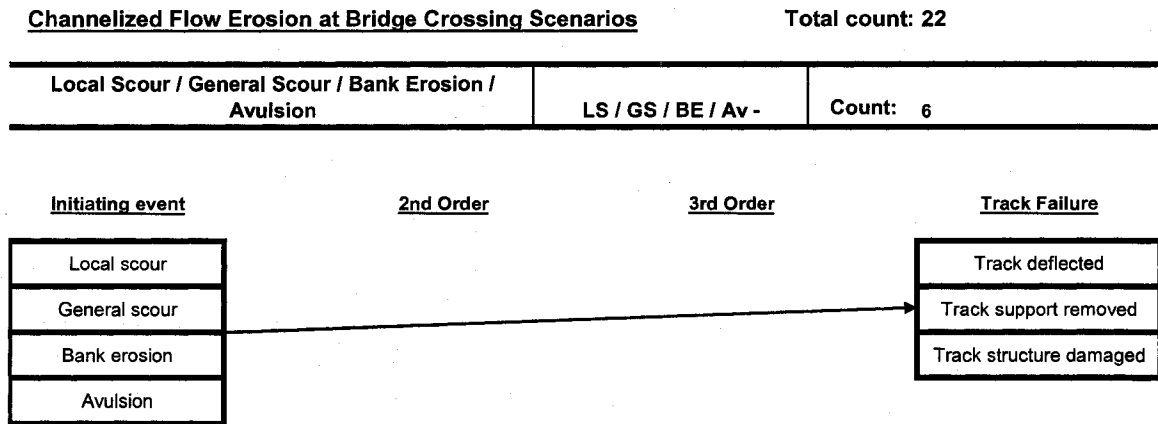 Channelized Flow Erosion at Bridge Crossing Scenarios Total count: 22
Local Scour / General Scour / Bank Erosion /
Avulsion
LS / GS / BE / Av -
Count: 6
Initiating event 2nd Order 3rd Order Track Failure
Local scour
General scour
Bank erosion
Avulsion
Track deflected
Track support removed
Track structure damaged